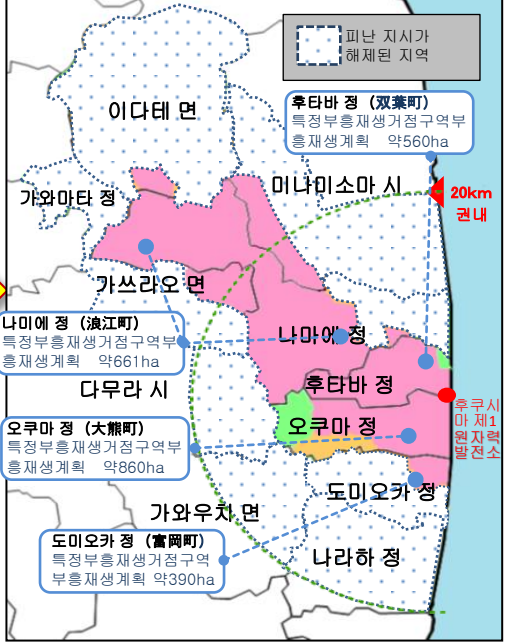 피난 지시가
해제된 지역
후타바 정 (双葉町)
특정부흥재생거점구역부
흥재생계획 약560ha
이다테 면
미나미소마 시
20km
권내
가와마타 정
가쓰라오 면
나미에 정 (浪江町)
특정부흥재생거점구역부
흥재생계획 약661ha
나마에 정
다무라 시
후타바 정
후쿠시
마 제1
원자력
발전소
오쿠마 정 (大熊町)
특정부흥재생거점구역부
흥재생계획 약860ha
오쿠마 정
도미오카 정
가와우치 면
도미오카 정 (富岡町)
특정부흥재생거점구역
부흥재생계획 약390ha
나라하 정